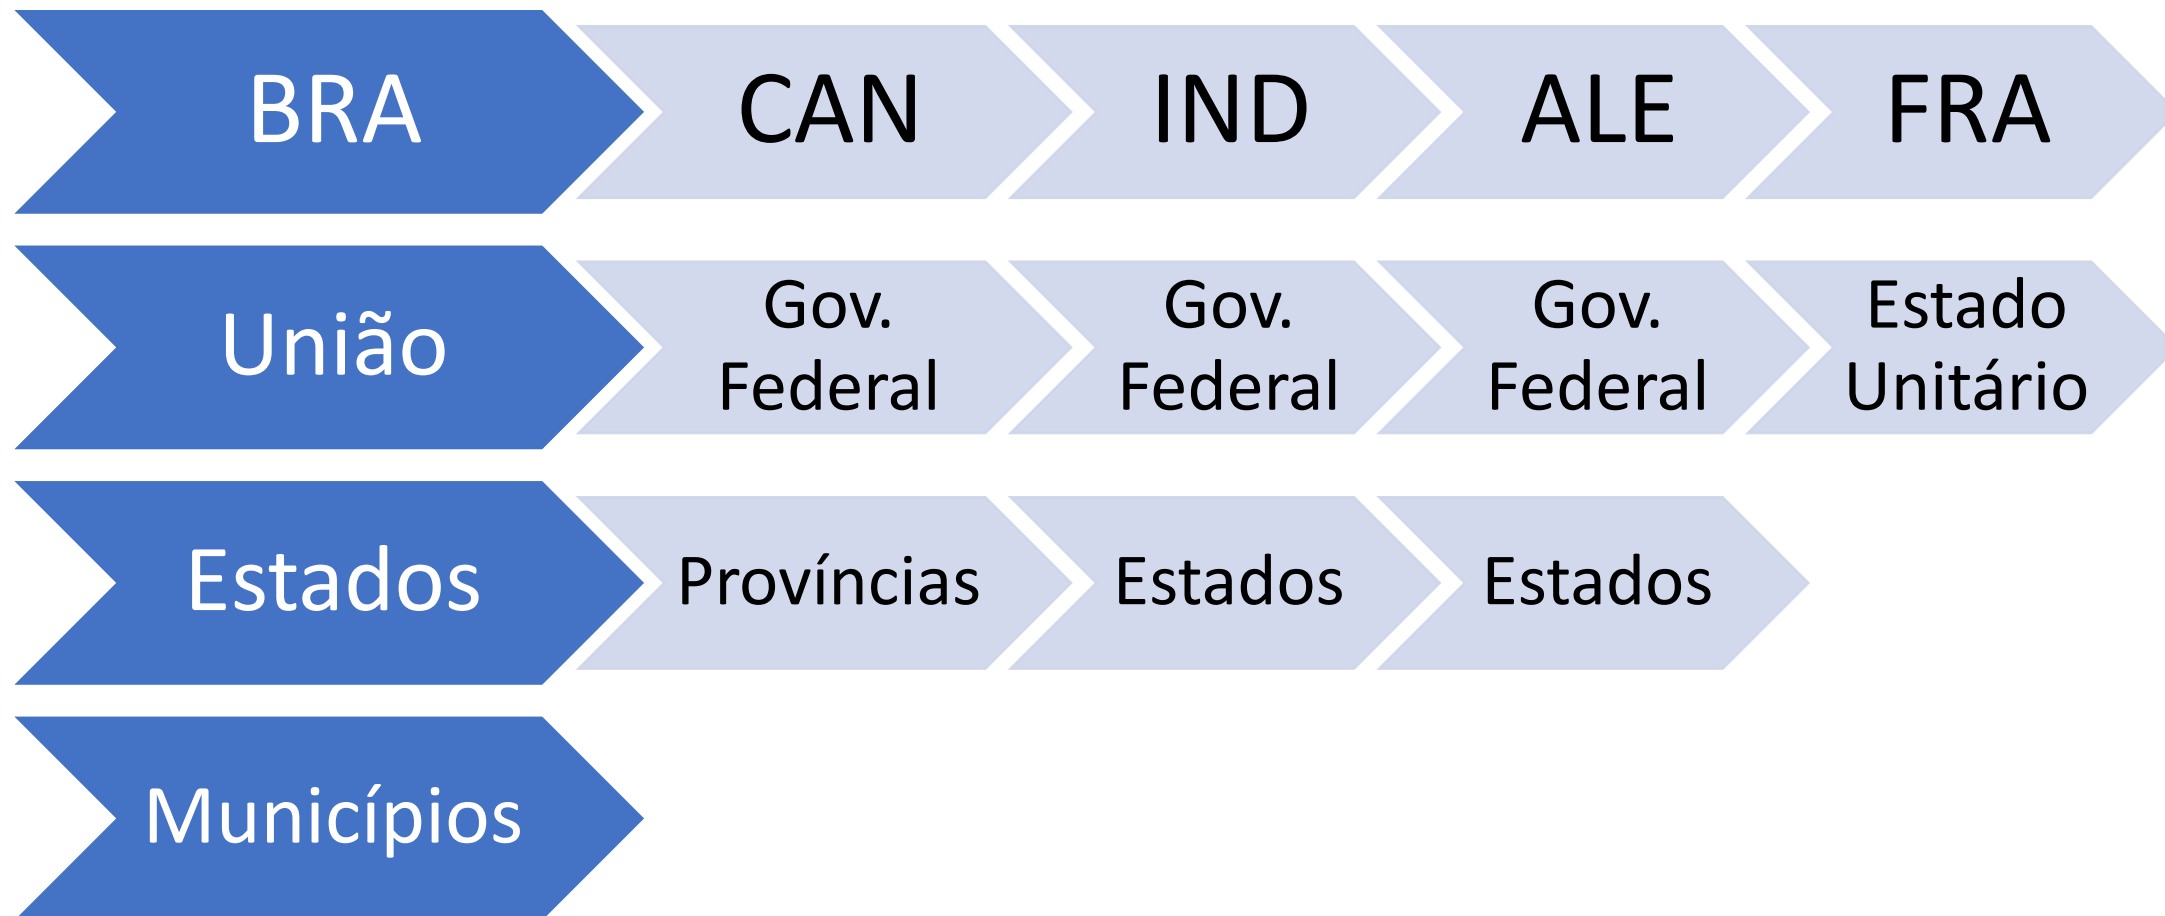 BRA CAN IND ALE FRA
União Gov. Federal Gov. Federal Gov. Federal Estado Unitário
Estados Províncias Estados Estados
Municípios